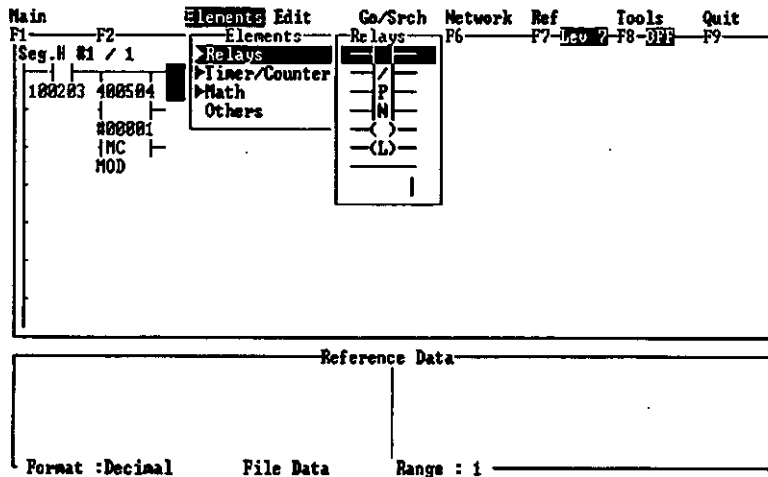 Main Elements Edit Go/Srch Network Ref Tools Quit
F1 F2 Elements Relays F6 F7-Lev ?-F8-OFF-F9
Seg.# #1 / 1 Relays
Timer/Counter /
100203 400504 Math P
Others N
#00001 ( )
MC (L)
MOD
Reference Data
Format :Decimal File Data Range : 1